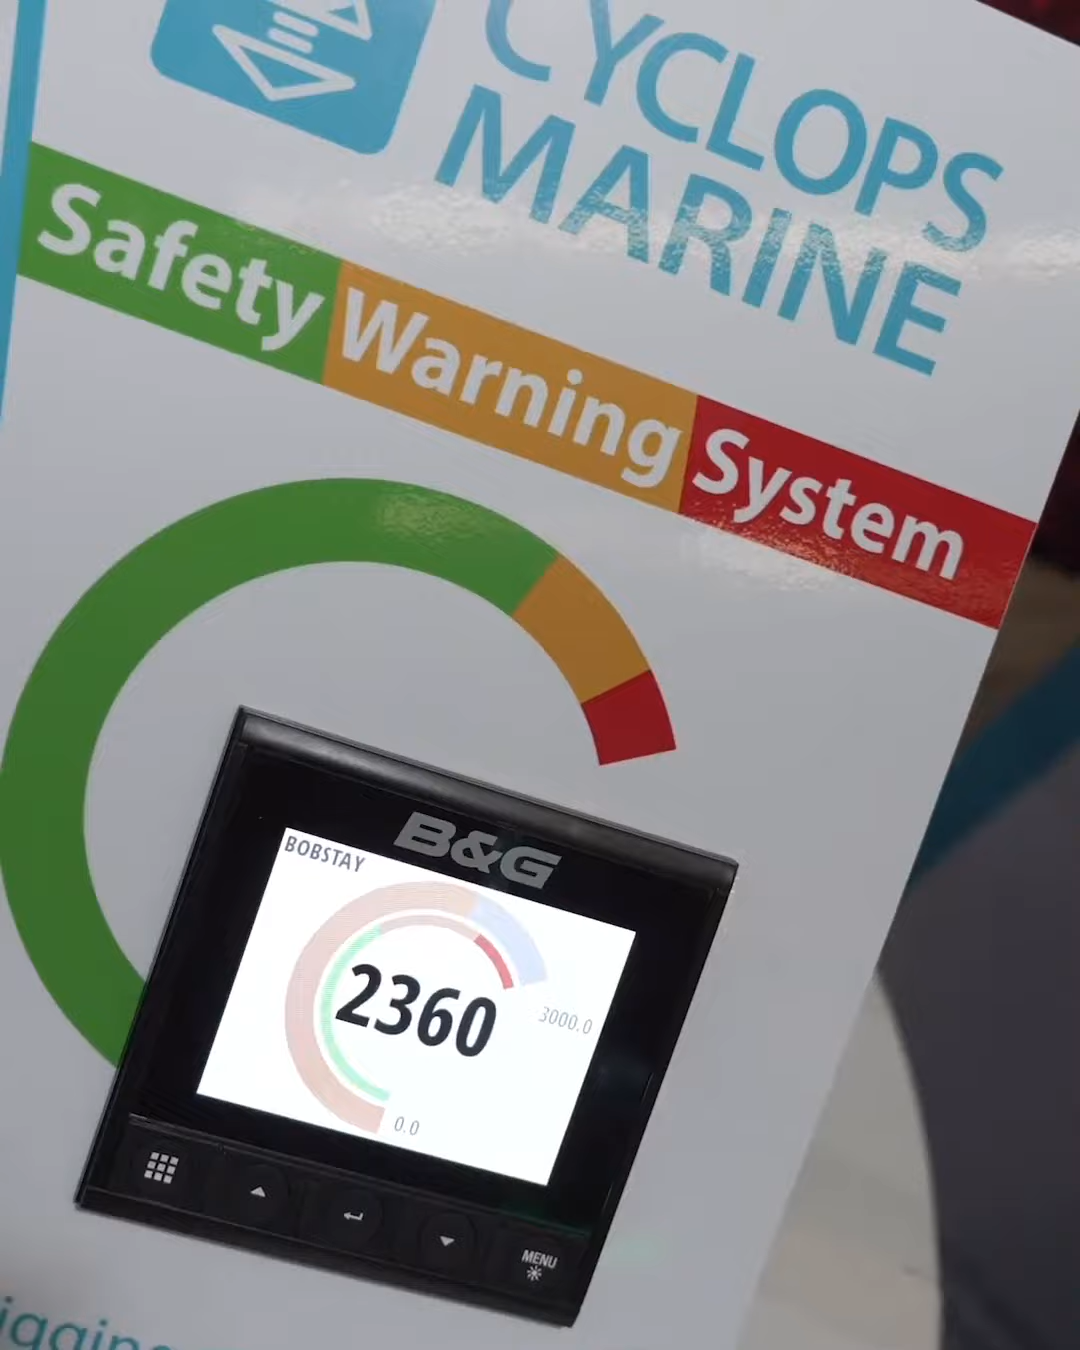 CYCLOPS
MARINE
Safety Warning System
B&G
BOBSTAY
2360
3000.0
0.0
MENU